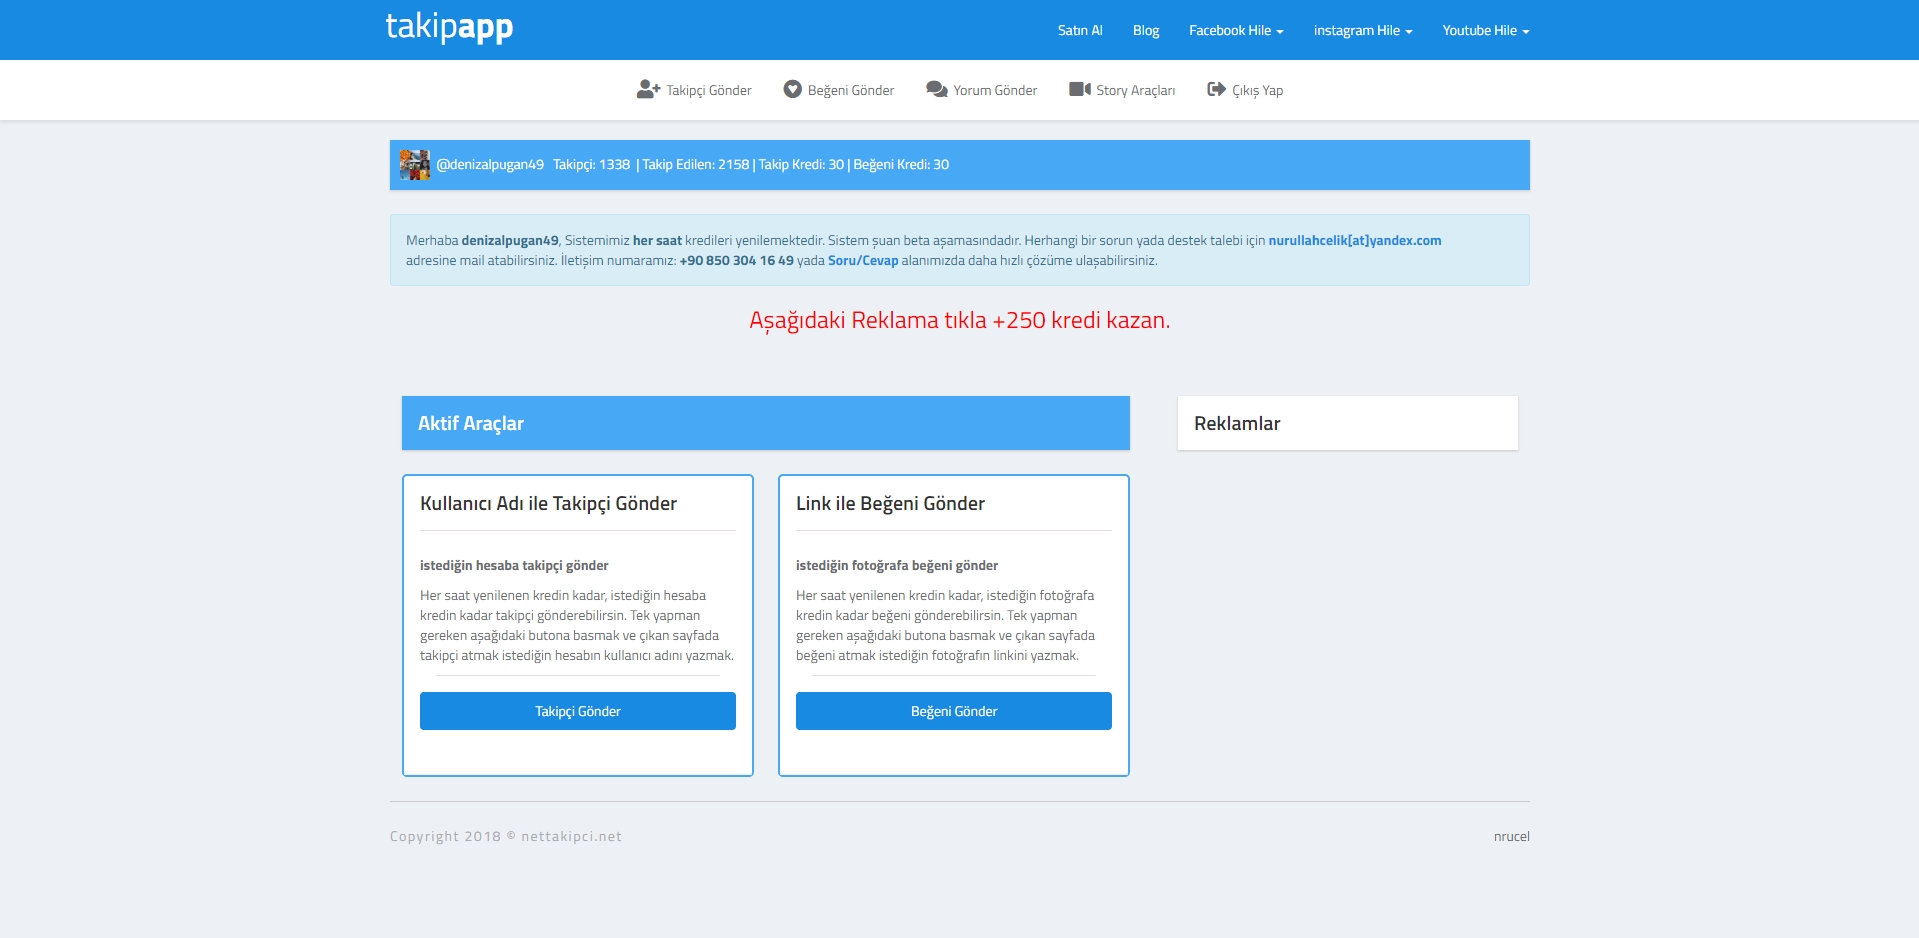 takipapp
Satın Al Blog Facebook Hile instagram Hile Youtube Hile
Takipçi Gönder Beğeni Gönder Yorum Gönder Story Araçları Çıkış Yap
@denizalpugan49 Takipçi: 1338 | Takip Edilen: 2158 | Takip Kredi: 30 | Beğeni Kredi: 30
Merhaba denizalpugan49, Sistemimiz her saat kredileri yenilemektedir. Sistem şuan beta aşamasındadır. Herhangi bir sorun yada destek talebi için nurullahcelik[at]yandex.com
adresine mail atabilirsiniz. İletişim numaramız: +90 850 304 16 49 yada Soru/Cevap alanımızda daha hızlı çözüme ulaşabilirsiniz.
Aşağıdaki Reklama tıkla +250 kredi kazan.
Aktif Araçlar
Reklamlar
Kullanıcı Adı ile Takipçi Gönder
istediğin hesaba takipçi gönder
Her saat yenilenen kredin kadar, istediğin hesaba
kredin kadar takipçi gönderebilirsin. Tek yapman
gereken aşağıdaki butona basmak ve çıkan sayfada
takipçi atmak istediğin hesabın kullanıcı adını yazmak.
Takipçi Gönder
Link ile Beğeni Gönder
istediğin fotoğrafa beğeni gönder
Her saat yenilenen kredin kadar, istediğin fotoğrafa
kredin kadar beğeni gönderebilirsin. Tek yapman
gereken aşağıdaki butona basmak ve çıkan sayfada
beğeni atmak istediğin fotoğrafın linkini yazmak.
Beğeni Gönder
Copyright 2018 © nettakipci.net
nrucel